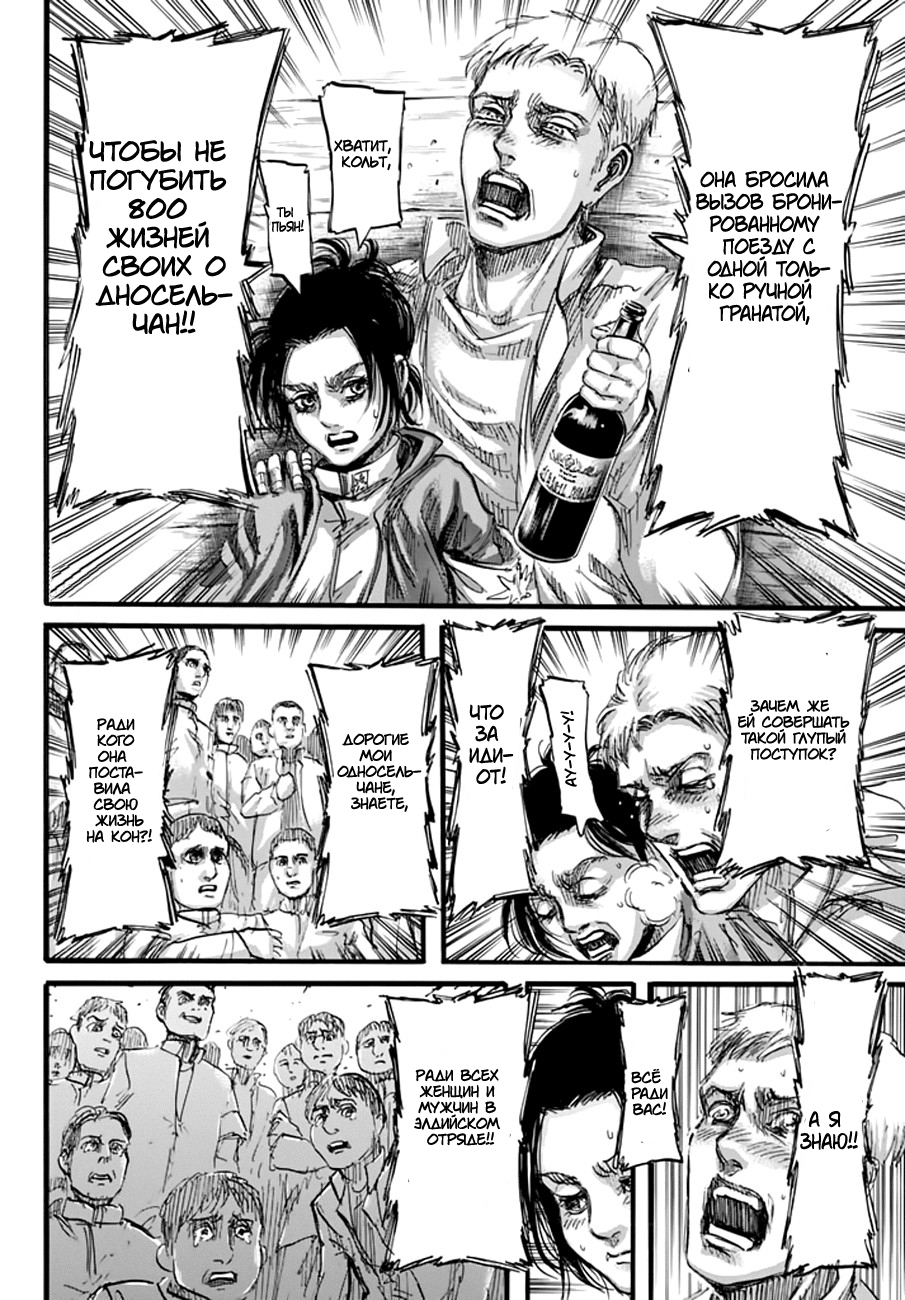 ОНА БРОСИЛА
ВЫЗОВ БРОНИ-
РОВАННОМУ
ПОЕЗДУ С
ОДНОЙ ТОЛЬ-
КО РУЧНОЙ
ГРАНАТОЙ,
ЧТОБЫ НЕ
ПОГУБИТЬ
800
ЖИЗНЕЙ
СВОИХ О
ДНОСЕЛЬ-
ЧАН!!
ХВАТИТ,
КОЛЬТ,
ТЫ
ПЬЯН!
ЗАЧЕМ ЖЕ
ЕЙ СОВЕРШАТЬ
ТАКОЙ ГЛУПЫЙ
ПОСТУПОК?
АУ-У-У-У!
ЧТО
ЗА
ИДИ-
ОТ!
ДОРОГИЕ
МОИ
ОДНОСЕЛЬ-
ЧАНЕ,
ЗНАЕТЕ,
РАДИ
КОГО
ОНА
ПОСТА-
ВИЛА
СВОЮ
ЖИЗНЬ
НА КОН?!
А Я
ЗНАЮ!!
ВСЁ
РАДИ
ВАС!
РАДИ ВСЕХ
ЖЕНЩИН И
МУЖЧИН В
ЭЛДИЙСКОМ
ОТРЯДЕ!!